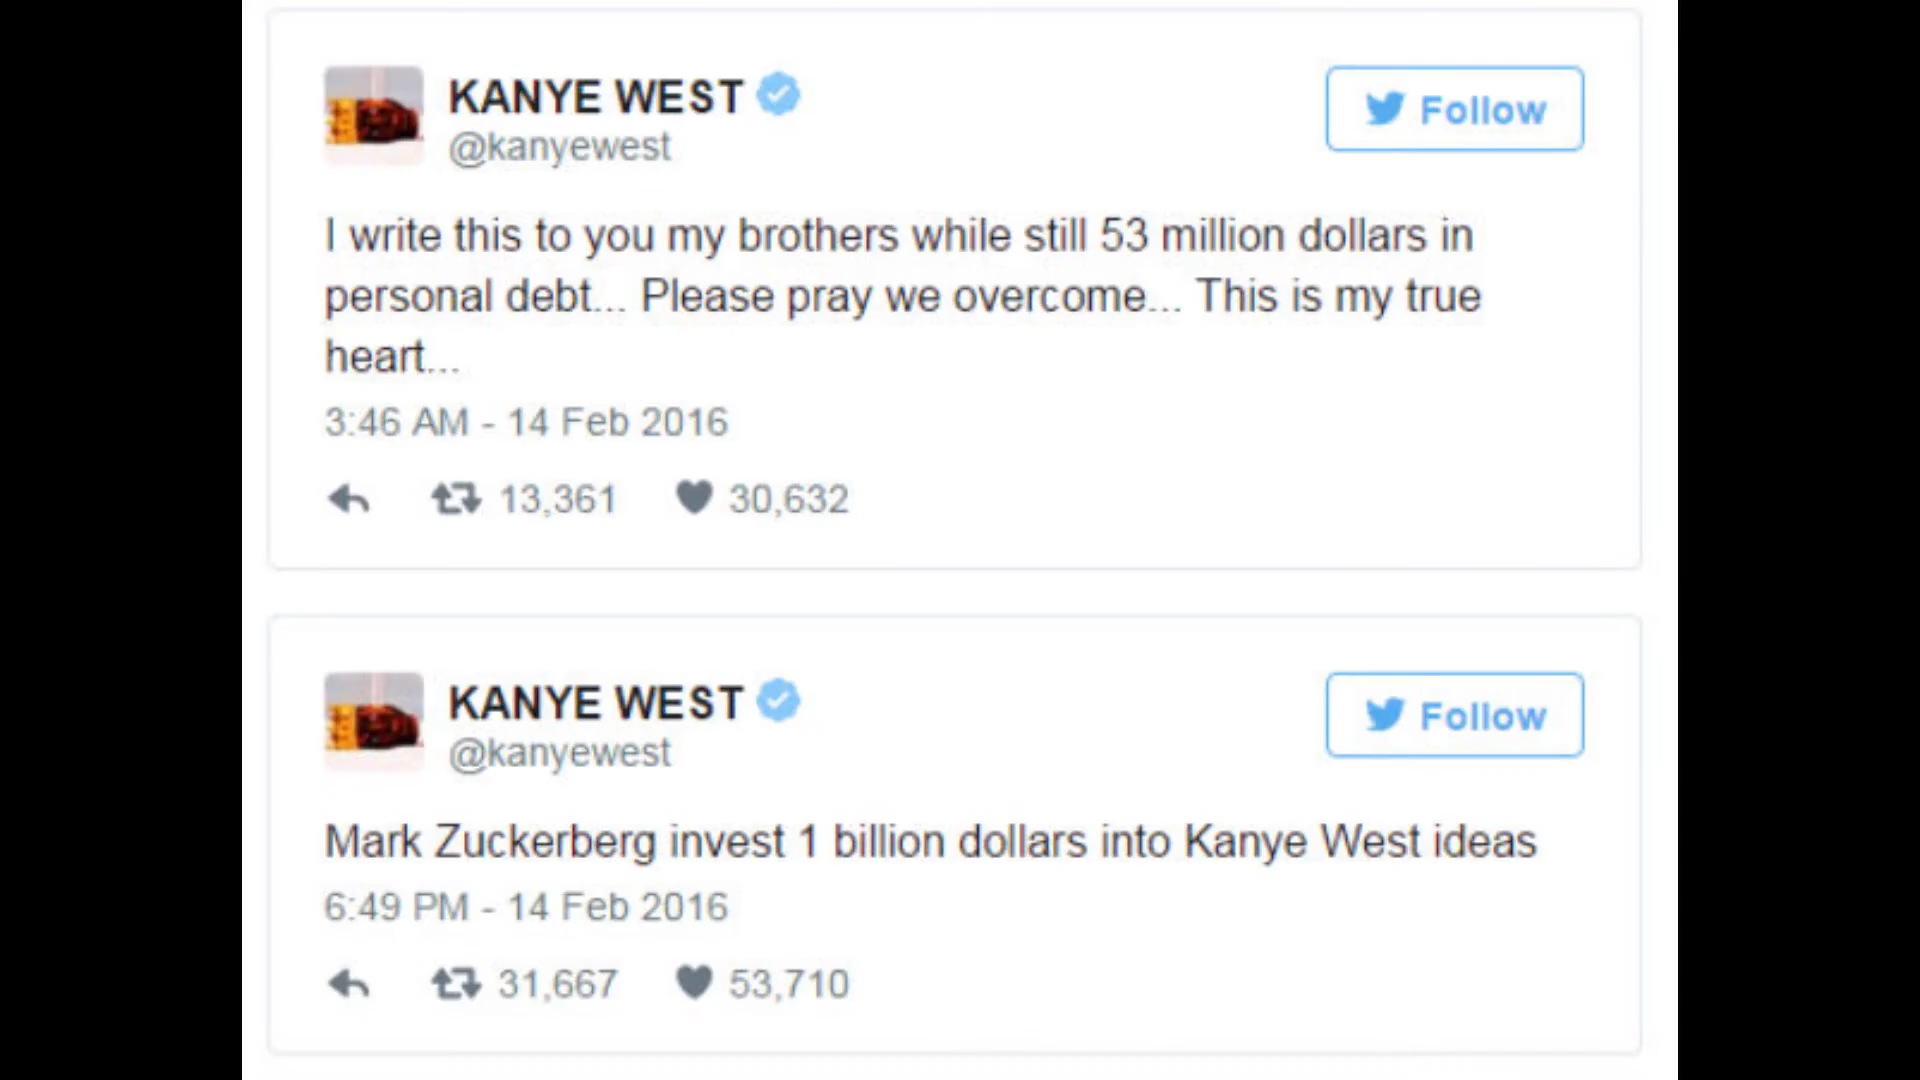 KANYE WEST
@kanyewest
Follow
I write this to you my brothers while still 53 million dollars in
personal debt... Please pray we overcome... This is my true
heart...
3:46 AM - 14 Feb 2016
13,361 30,632
KANYE WEST
@kanyewest
Follow
Mark Zuckerberg invest 1 billion dollars into Kanye West ideas
6:49 PM - 14 Feb 2016
31,667 53,710